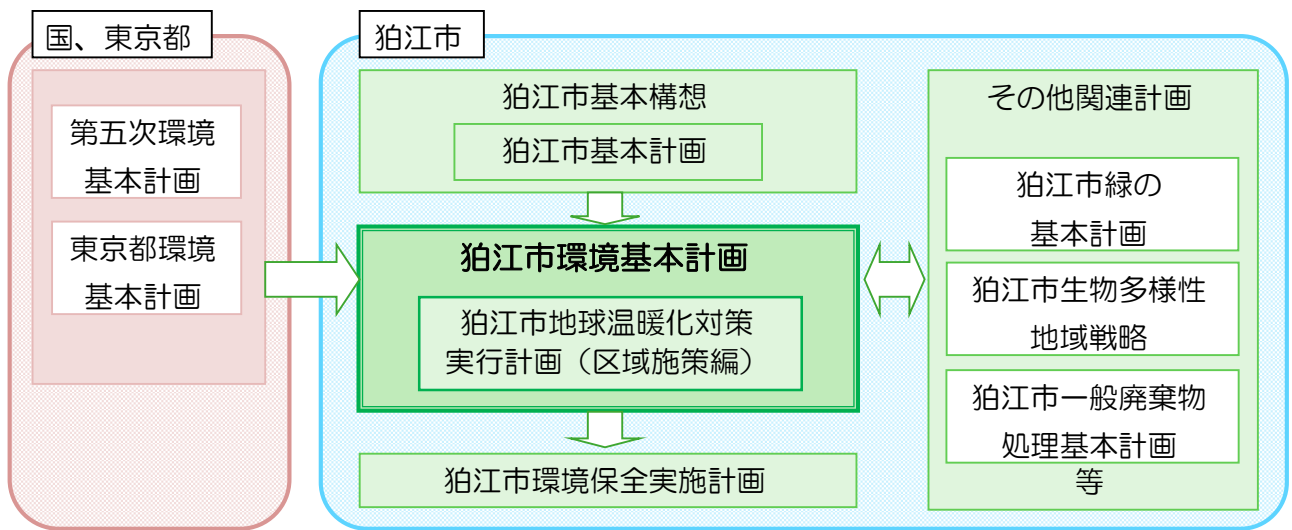 国、東京都
第五次環境
基本計画
東京都環境
基本計画
狛江市
狛江市基本構想
狛江市基本計画
狛江市環境基本計画
狛江市地球温暖化対策
実行計画（区域施策編）
狛江市環境保全実施計画
その他関連計画
狛江市緑の
基本計画
狛江市生物多様性
地域戦略
狛江市一般廃棄物
処理基本計画
等